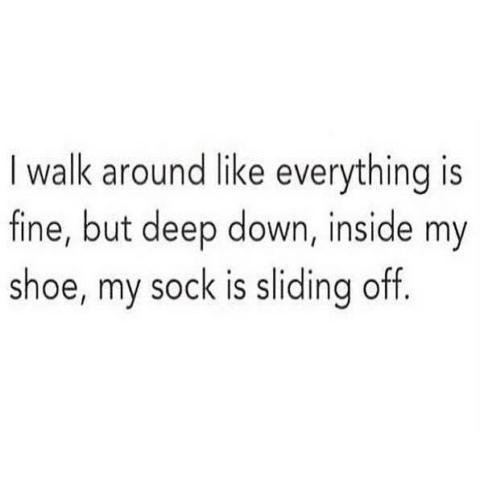 I walk around like everything is
fine, but deep down, inside my
shoe, my sock is sliding off.